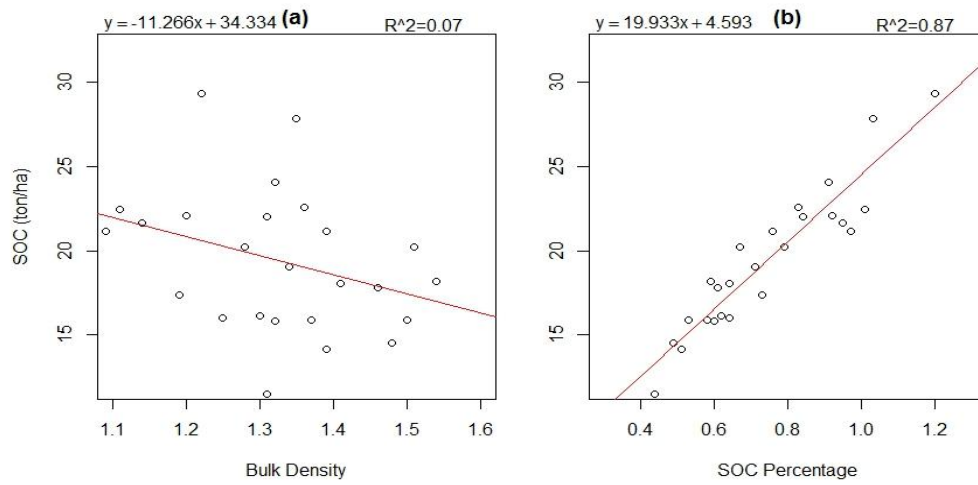 y = -11.266x + 34.334 (a) R^2=0.07
y = 19.933x + 4.593 (b) R^2=0.87
SOC (ton/ha)
30
25
20
15
1.1 1.2 1.3 1.4 1.5 1.6
Bulk Density
30
25
20
15
0.4 0.6 0.8 1.0 1.2
SOC Percentage